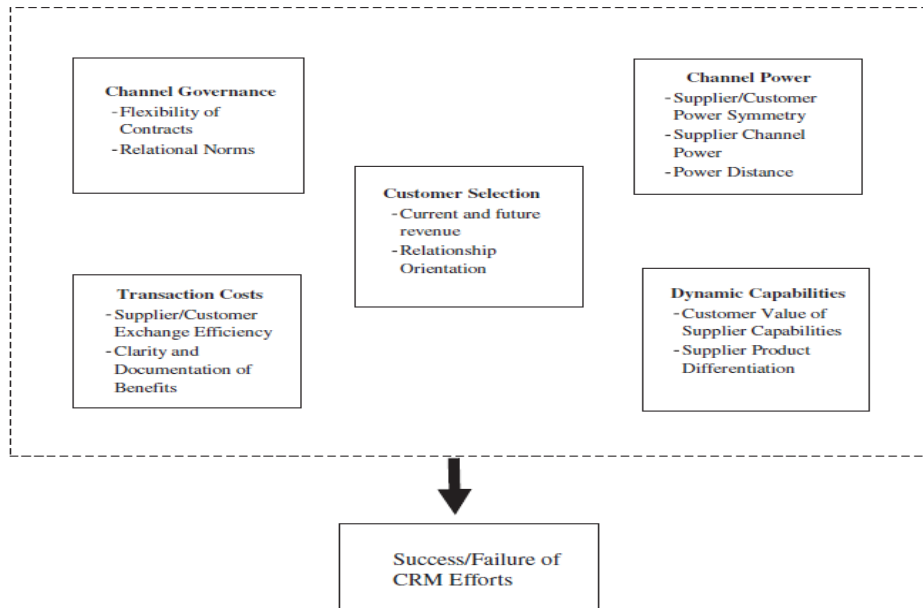 Channel Governance
-Flexibility of
Contracts
-Relational Norms
Channel Power
-Supplier/Customer
Power Symmetry
-Supplier Channel
Power
-Power Distance
Customer Selection
-Current and future
revenue
-Relationship
Orientation
Transaction Costs
-Supplier/Customer
Exchange Efficiency
-Clarity and
Documentation of
Benefits
Dynamic Capabilities
-Customer Value of
Supplier Capabilities
-Supplier Product
Differentiation
Success/Failure of
CRM Efforts